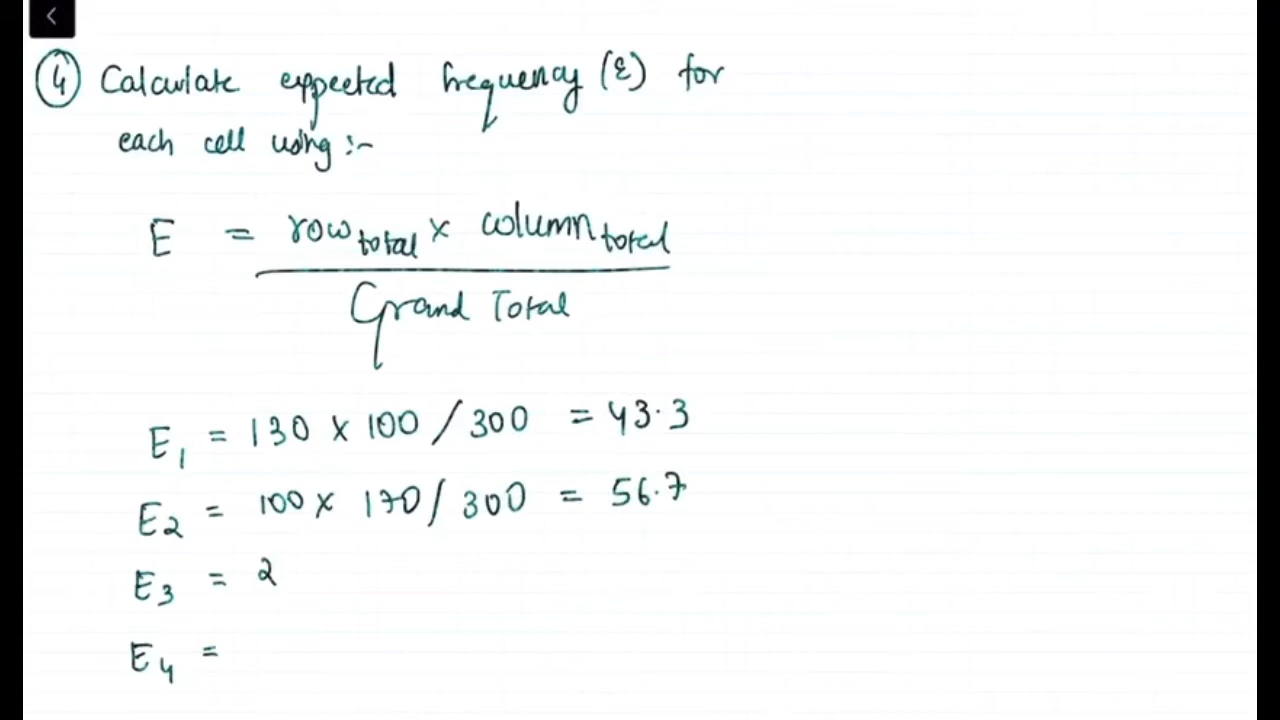 ④ Calculate expected frequency (E) for
each cell using :-
E = row total × column total
Grand Total
E1 = 130 × 100 / 300 = 43.3
E2 = 100 × 170 / 300 = 56.7
E3 = 2
E4 =